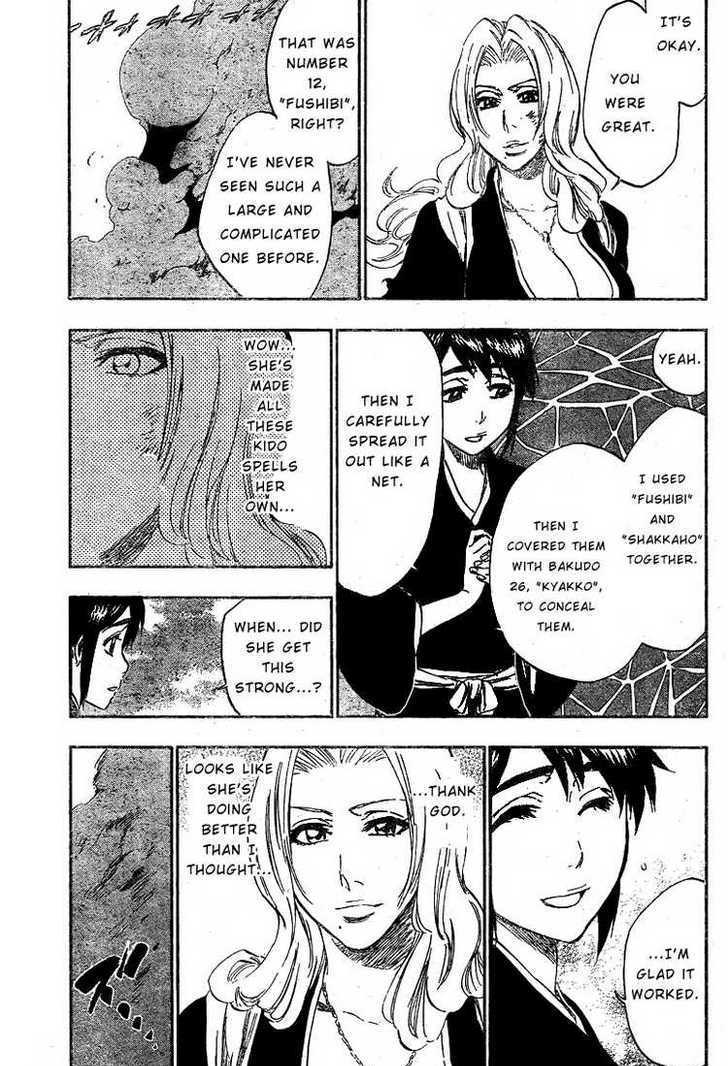 IT'S
OKAY.
YOU
WERE
GREAT.
THAT WAS
NUMBER
12,
"FUSHIBI",
RIGHT?
I'VE NEVER
SEEN SUCH A
LARGE AND
COMPLICATED
ONE BEFORE.
YEAH.
I USED
"FUSHIBI"
AND
"SHAKKAHO"
TOGETHER.
THEN I
COVERED THEM
WITH BAKUDO
26, "KYAKKO",
TO CONCEAL
THEM.
THEN I
CAREFULLY
SPREAD IT
OUT LIKE A
NET.
WOW...
SHE'S
MADE
ALL
THESE
KIDO
SPELLS
HER
OWN...
WHEN... DID
SHE GET
THIS
STRONG...?
...I'M
GLAD IT
WORKED.
...THANK
GOD.
LOOKS LIKE
SHE'S
DOING
BETTER
THAN I
THOUGHT...
ズ...